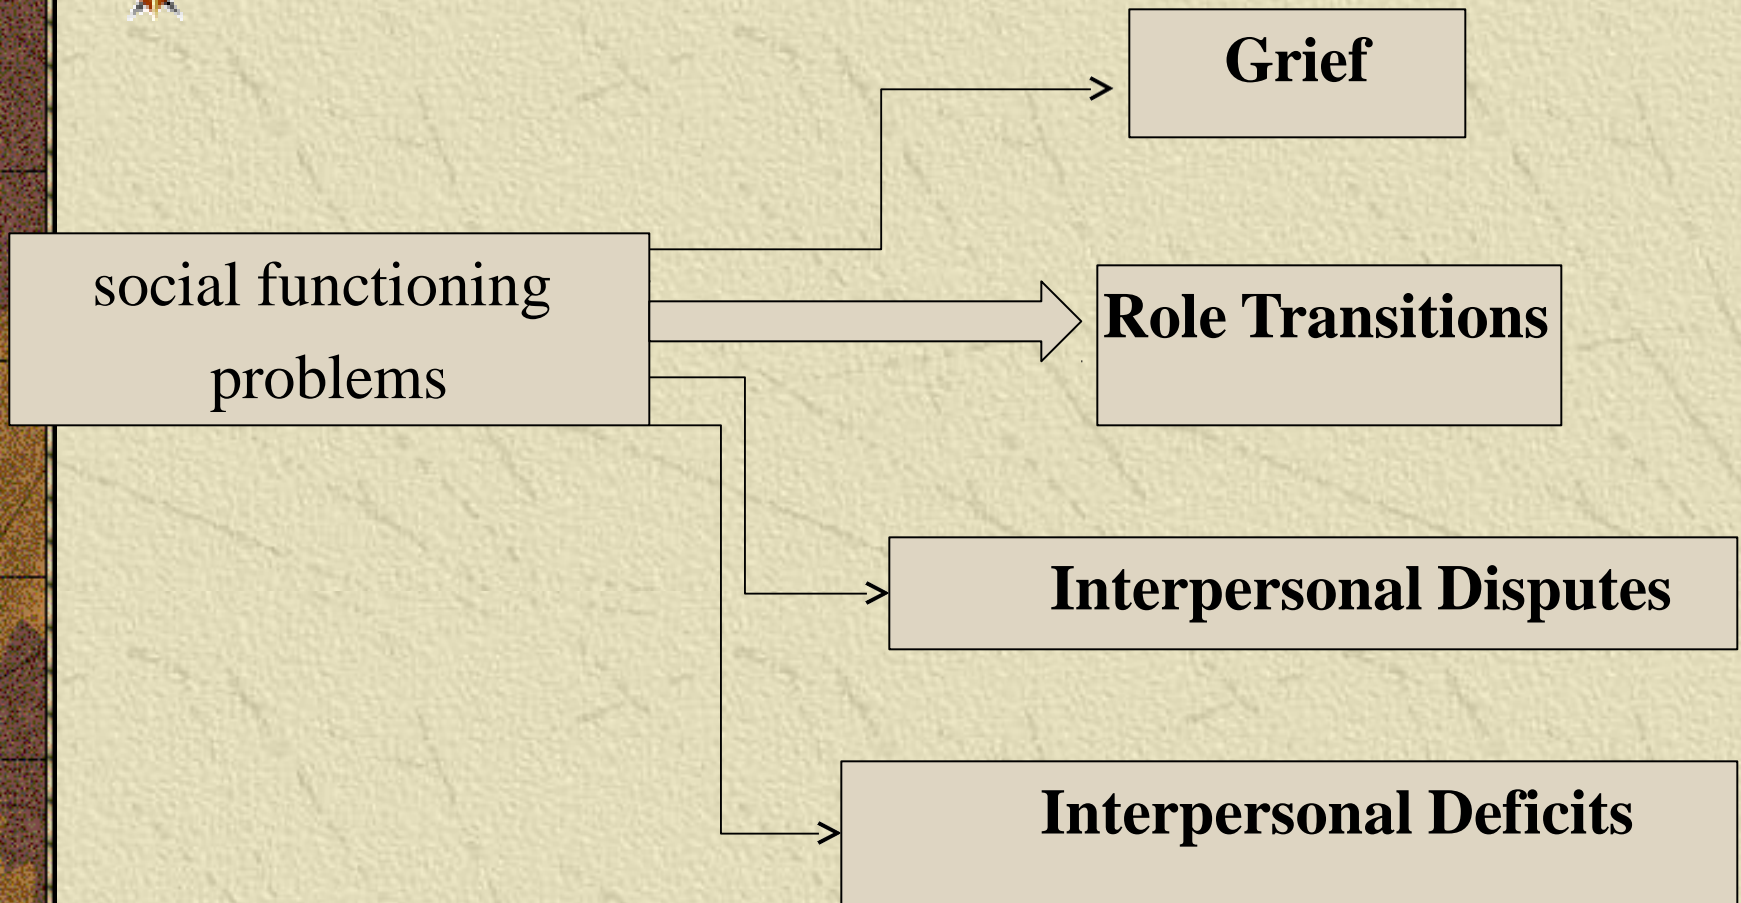 Grief
social functioning
problems
Role Transitions
Interpersonal Disputes
Interpersonal Deficits